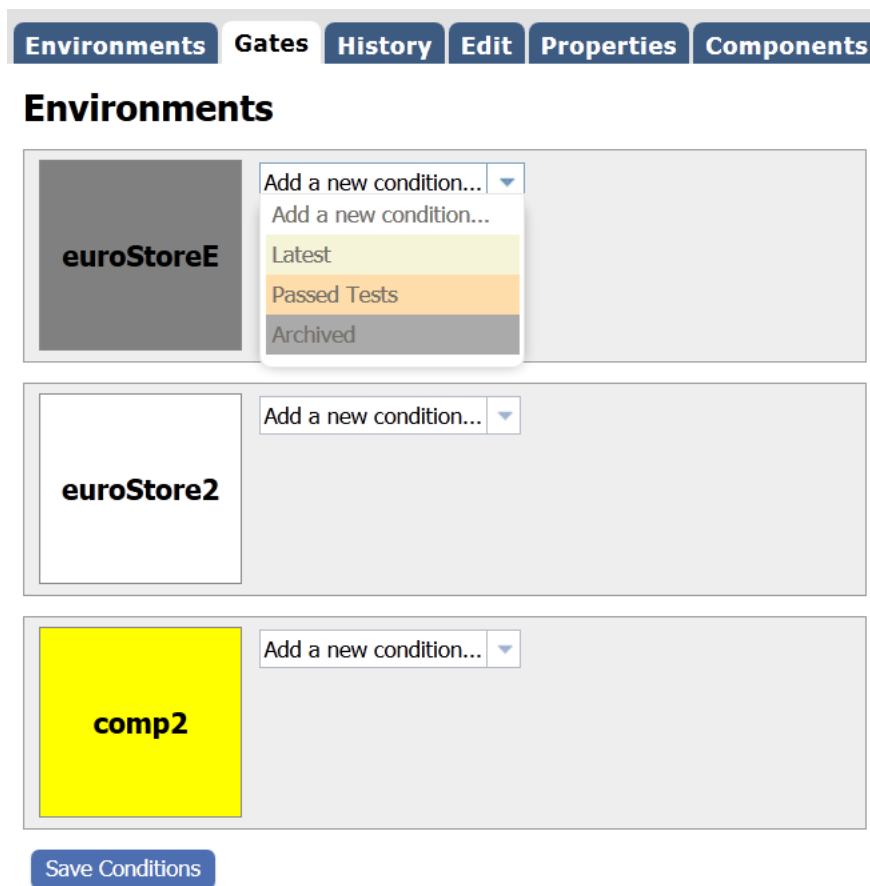 Environments Gates History Edit Properties Components
Environments
euroStoreE
Add a new condition...
Add a new condition...
Latest
Passed Tests
Archived
euroStore2
Add a new condition...
comp2
Add a new condition...
Save Conditions